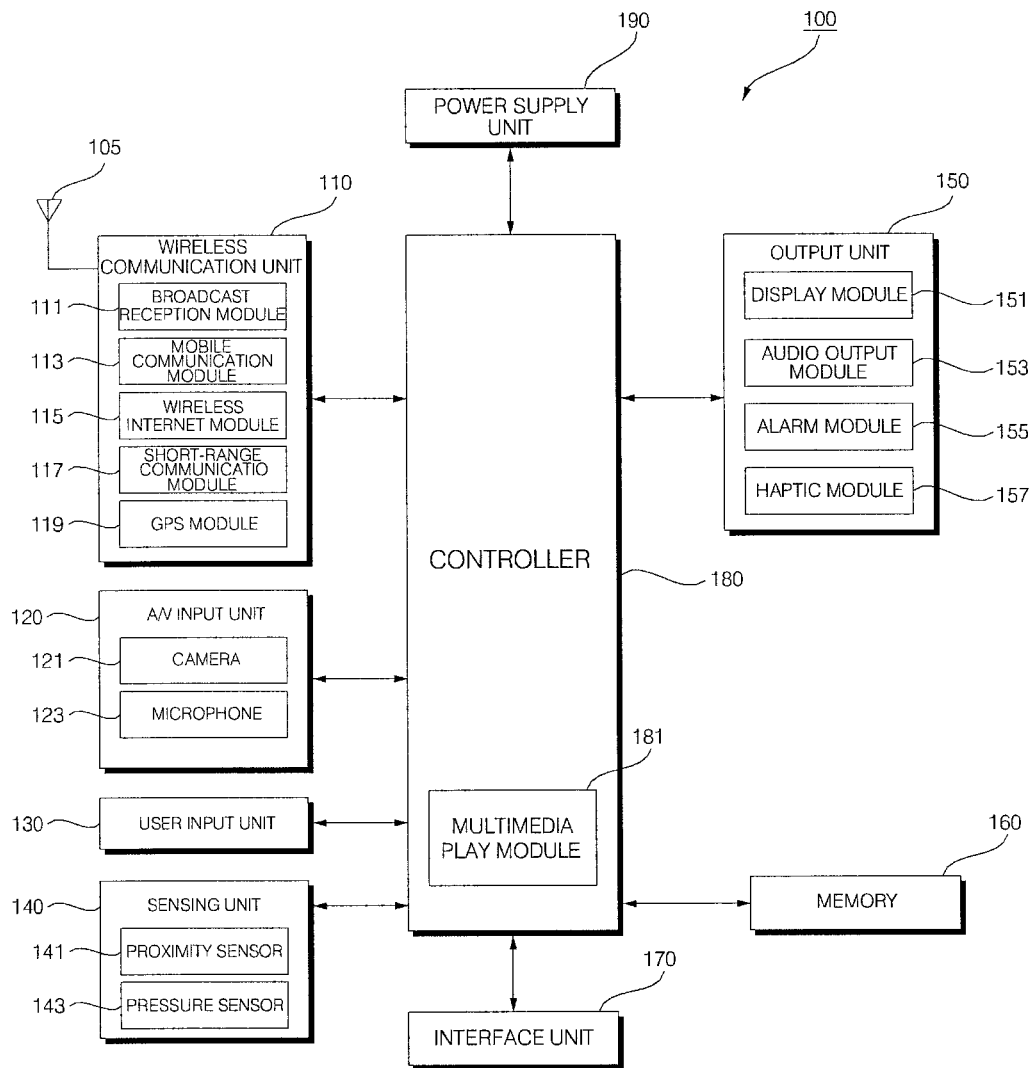 190
100
POWER SUPPLY
UNIT
105
110
150
WIRELESS
COMMUNICATION UNIT
OUTPUT UNIT
111
BROADCAST
RECEPTION MODULE
DISPLAY MODULE
151
113
MOBILE
COMMUNICATION
MODULE
AUDIO OUTPUT
MODULE
153
115
WIRELESS
INTERNET MODULE
ALARM MODULE
155
117
SHORT-RANGE
COMMUNICATIO
MODULE
HAPTIC MODULE
157
119
GPS MODULE
CONTROLLER
180
120
A/V INPUT UNIT
121
CAMERA
123
MICROPHONE
181
130
USER INPUT UNIT
MULTIMEDIA
PLAY MODULE
160
140
SENSING UNIT
MEMORY
141
PROXIMITY SENSOR
170
143
PRESSURE SENSOR
INTERFACE UNIT